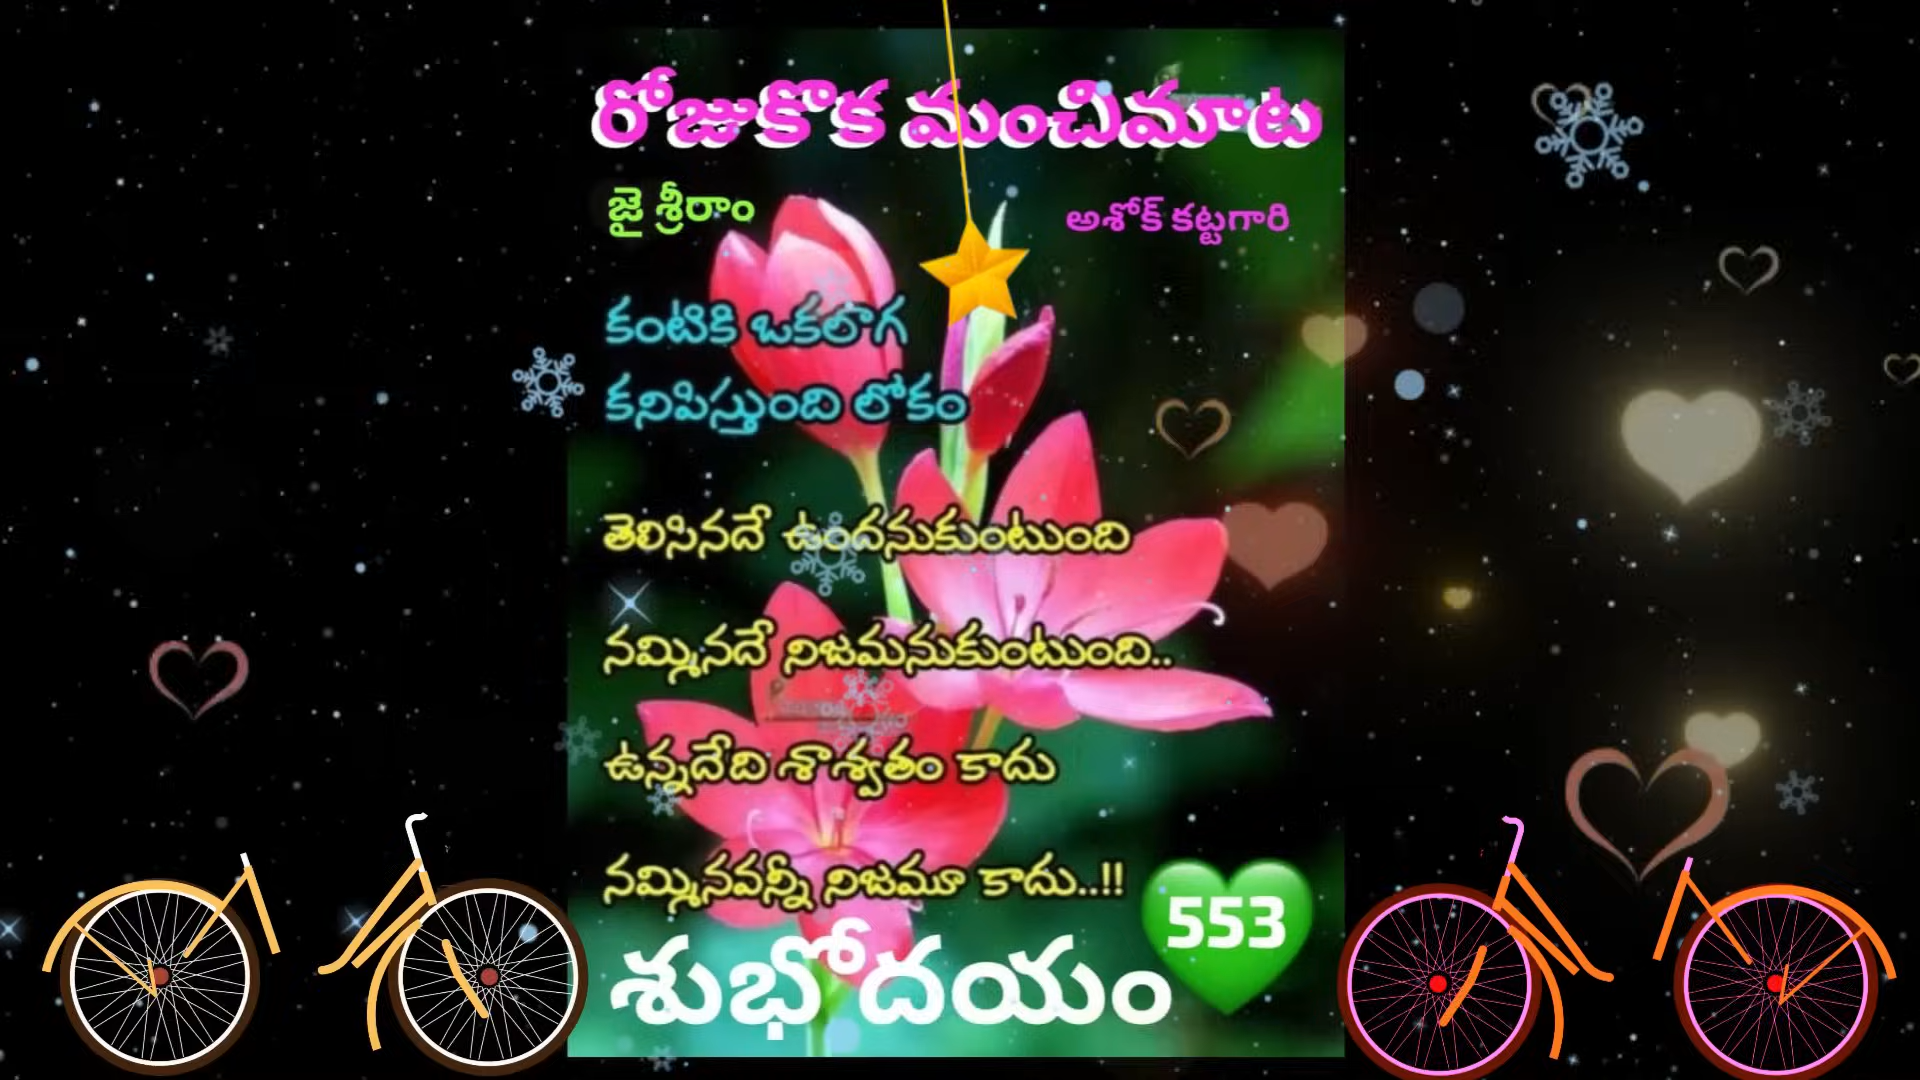 రోజుకొక మంచిమాట
జై శ్రీరాం
అశోక్ కట్టగారి
కంటికి ఒకలాగ
కనిపిస్తుంది లోకం
తెలిసినదే ఉందనుకుంటుంది
నమ్మినదే నిజమనుకుంటుంది..
ఉన్నదేది శాశ్వతం కాదు
నమ్మినవన్నీ నిజమూ కాదు..!!
553
శుభోదయం